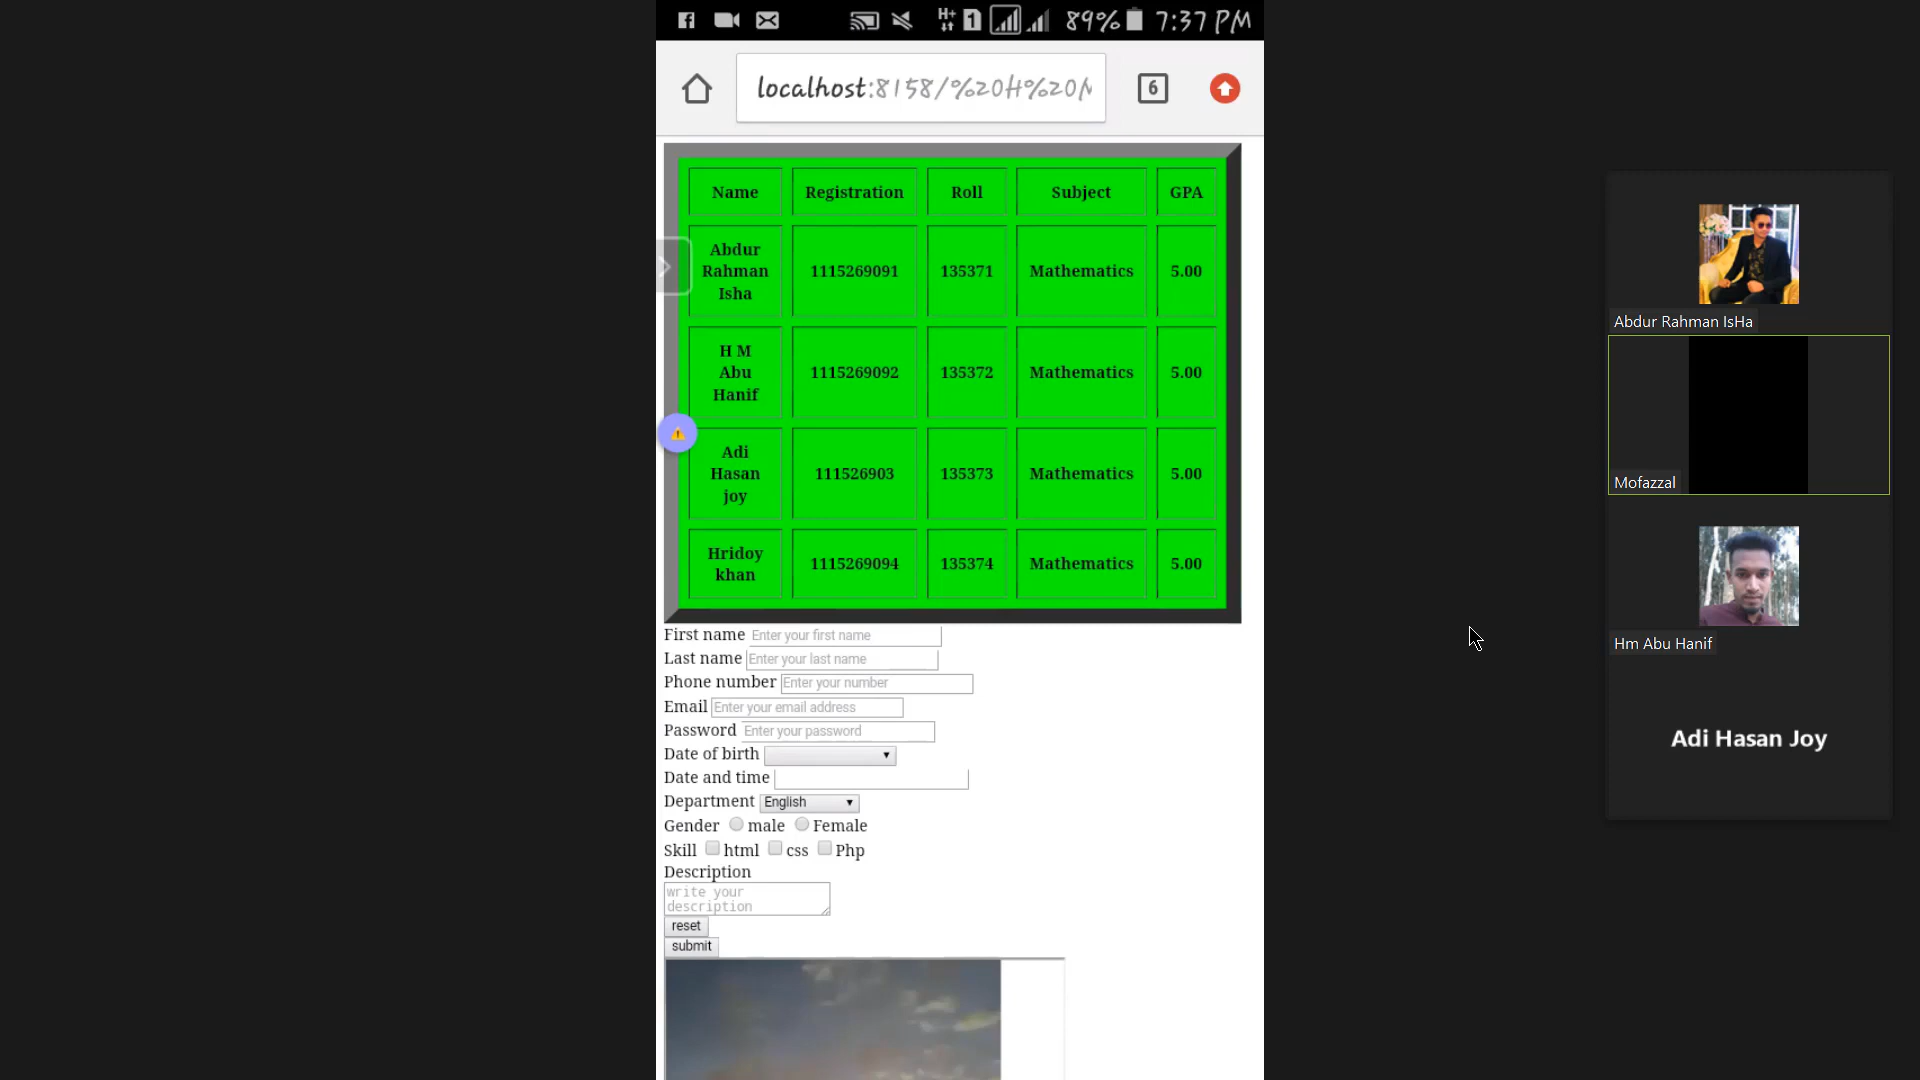 H+ 1 89% 7:37 PM
localhost:8158/%20H%20
6
Name Registration Roll Subject GPA
Abdur
Rahman
Isha
1115269091 135371 Mathematics 5.00
H M
Abu
Hanif
1115269092 135372 Mathematics 5.00
Adi
Hasan
joy
111526903 135373 Mathematics 5.00
Hridoy
khan
1115269094 135374 Mathematics 5.00
First name Enter your first name
Last name Enter your last name
Phone number Enter your number
Email Enter your email address
Password Enter your password
Date of birth
Date and time
Department English
Gender male Female
Skill html css Php
Description
write your
description
reset
submit
Abdur Rahman IsHa
Mofazzal
Hm Abu Hanif
Adi Hasan Joy